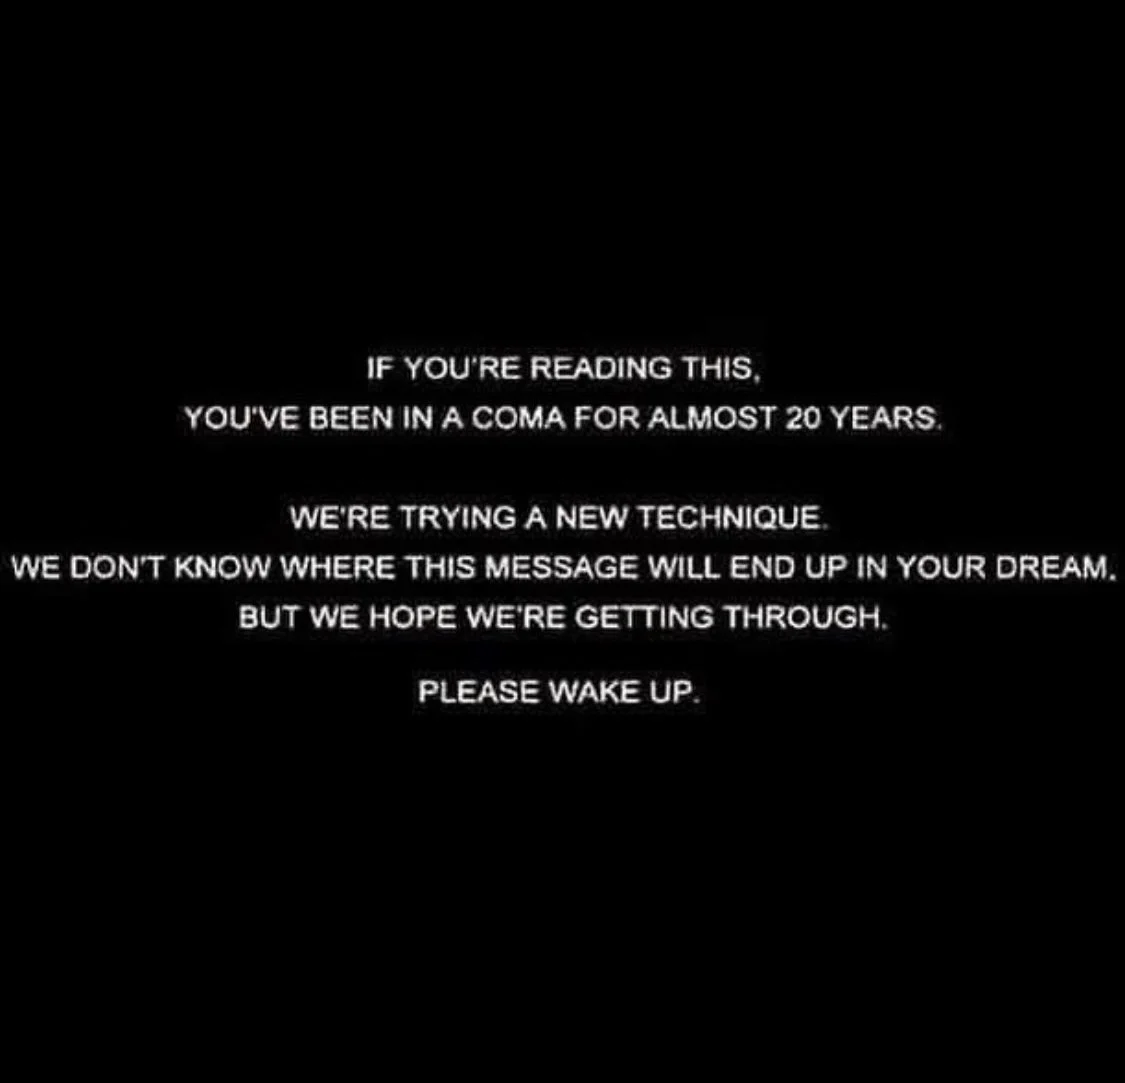 IF YOU'RE READING THIS,
YOU'VE BEEN IN A COMA FOR ALMOST 20 YEARS.
WE'RE TRYING A NEW TECHNIQUE.
WE DON'T KNOW WHERE THIS MESSAGE WILL END UP IN YOUR DREAM.
BUT WE HOPE WE'RE GETTING THROUGH.
PLEASE WAKE UP.